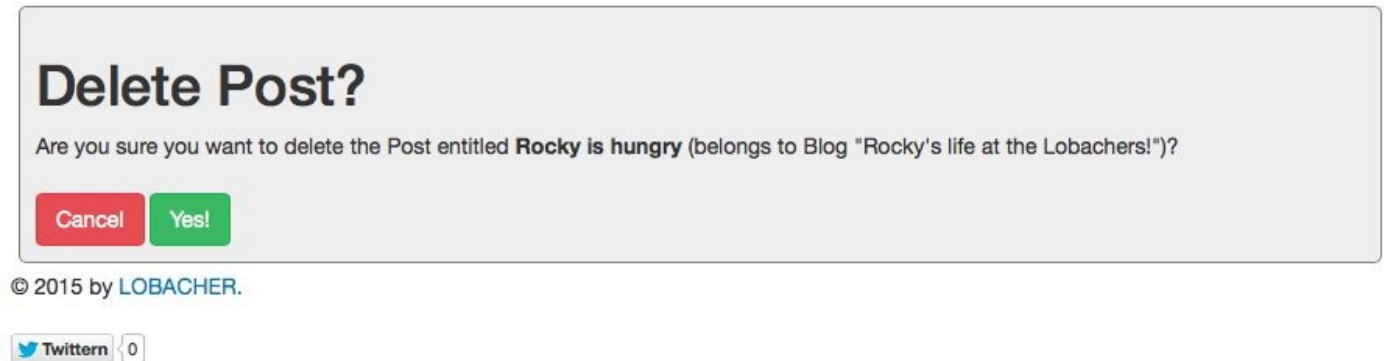 Delete Post?
Are you sure you want to delete the Post entitled Rocky is hungry (belongs to Blog "Rocky's life at the Lobachers!")?
Cancel Yes!
© 2015 by LOBACHER.
Twittern 0